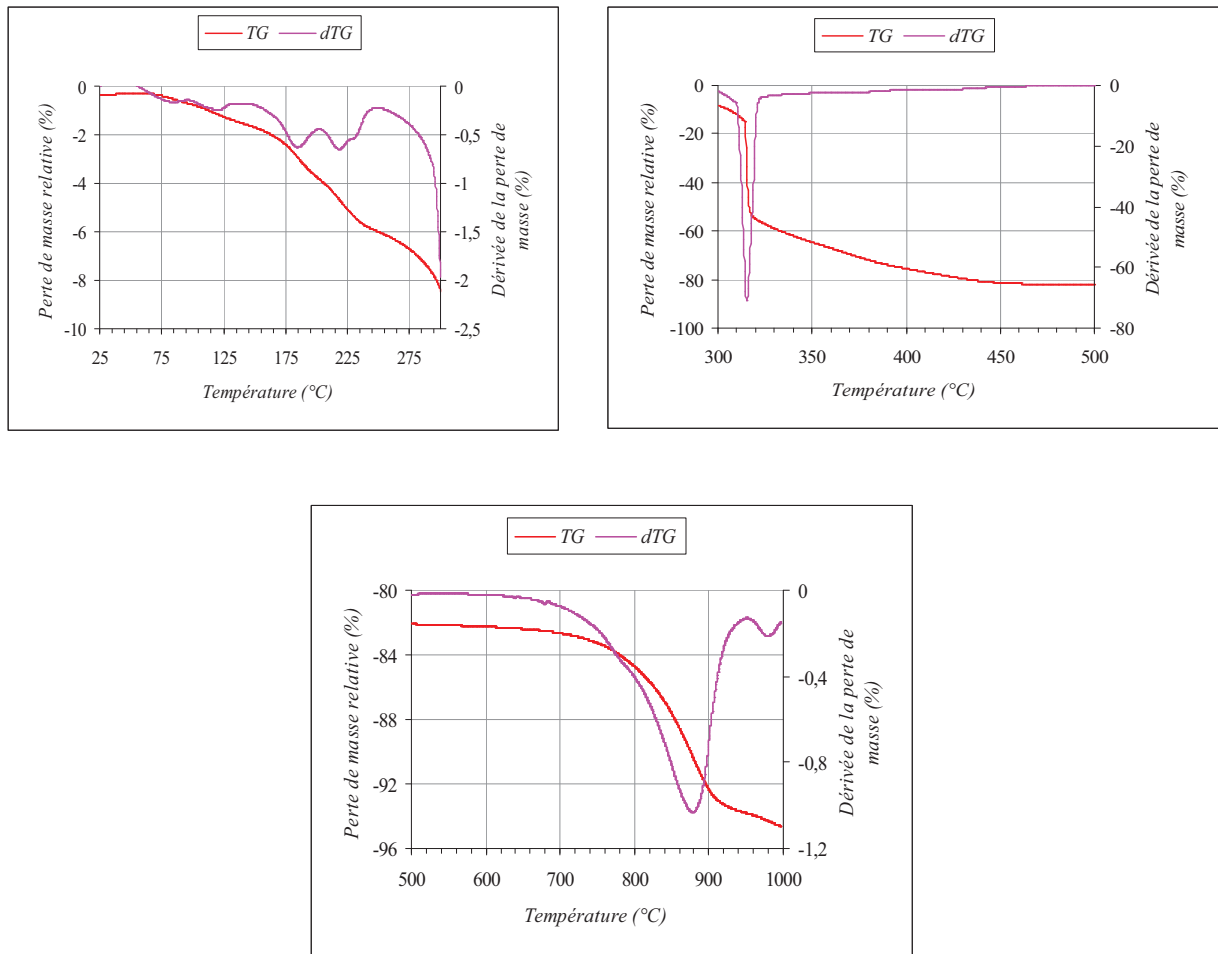 TG dTG
0
-2
-4
-6
-8
-10
0
-0,5
-1
-1,5
-2
-2,5
25 75 125 175 225 275
Température (°C)
Perte de masse relative (%)
Dérivée de la perte de
masse (%)
TG dTG
0
-20
-40
-60
-80
-100
0
-20
-40
-60
-80
300 350 400 450 500
Température (°C)
Perte de masse relative (%)
Dérivée de la perte de
masse (%)
TG dTG
-80
-84
-88
-92
-96
0
-0,4
-0,8
-1,2
500 600 700 800 900 1000
Température (°C)
Perte de masse relative (%)
Dérivée de la perte de
masse (%)